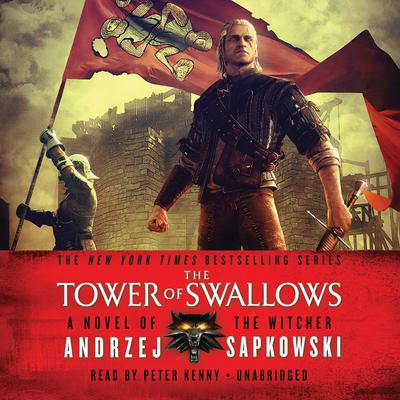 THE NEW YORK TIMES BESTSELLING SERIES
THE
TOWER OF SWALLOWS
A NOVEL OF THE WITCHER
ANDRZEJ SAPKOWSKI
READ BY PETER KENNY • UNABRIDGED